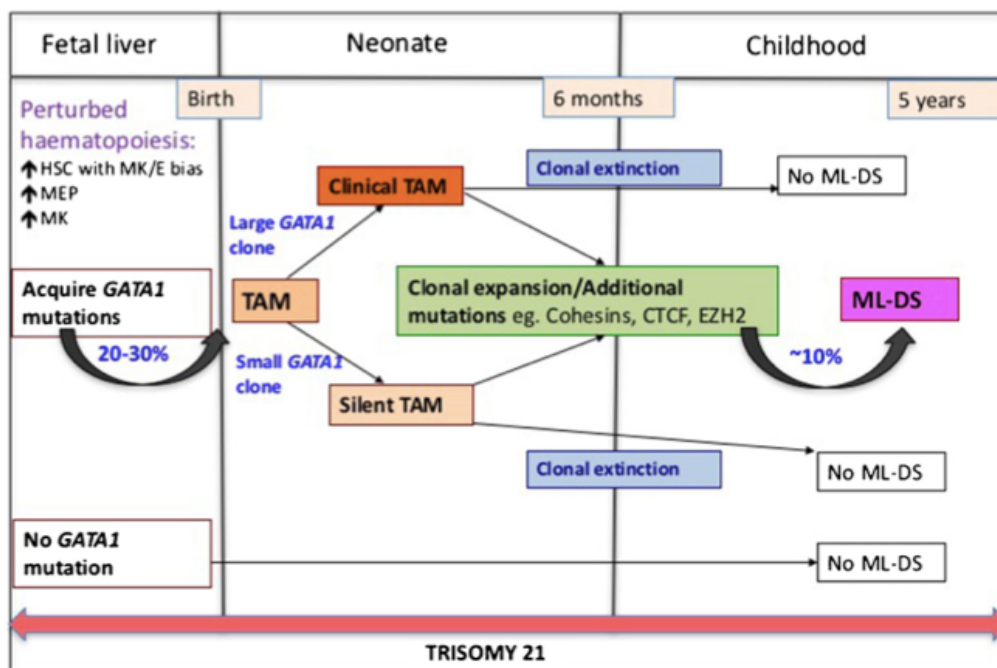 Fetal liver
Neonate
Childhood
Birth
6 months
5 years
Perturbed
haematopoiesis:
↑HSC with MK/E bias
↑MEP
↑MK
Clinical TAM
Clonal extinction
No ML-DS
Large GATA1
clone
Acquire GATA1
mutations
TAM
Clonal expansion/Additional
mutations eg. Cohesins, CTCF, EZH2
ML-DS
20-30%
~10%
Small GATA1
clone
Silent TAM
Clonal extinction
No ML-DS
No GATA1
mutation
No ML-DS
TRISOMY 21